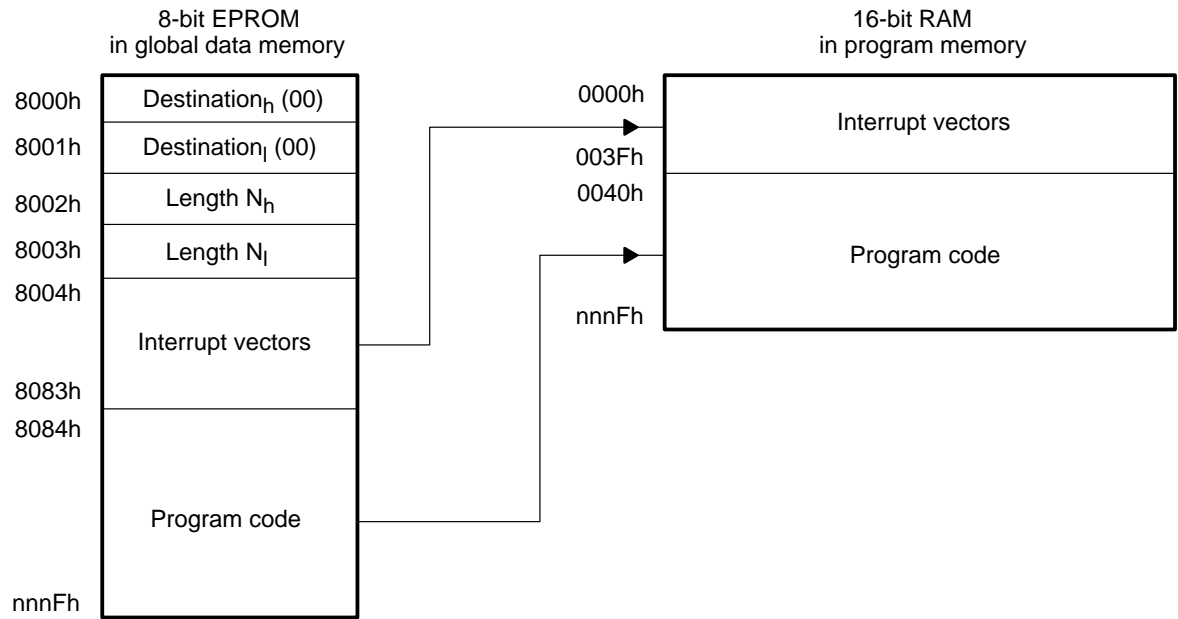 8-bit EPROM
in global data memory
8000h
Destinationh (00)
8001h
Destinationl (00)
8002h
Length Nh
8003h
Length Nl
8004h
Interrupt vectors
8083h
8084h
Program code
nnnFh
16-bit RAM
in program memory
0000h
Interrupt vectors
003Fh
0040h
Program code
nnnFh